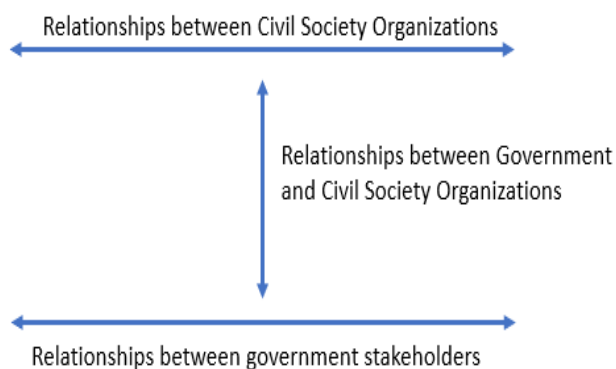 Relationships between Civil Society Organizations
Relationships between Government
and Civil Society Organizations
Relationships between government stakeholders